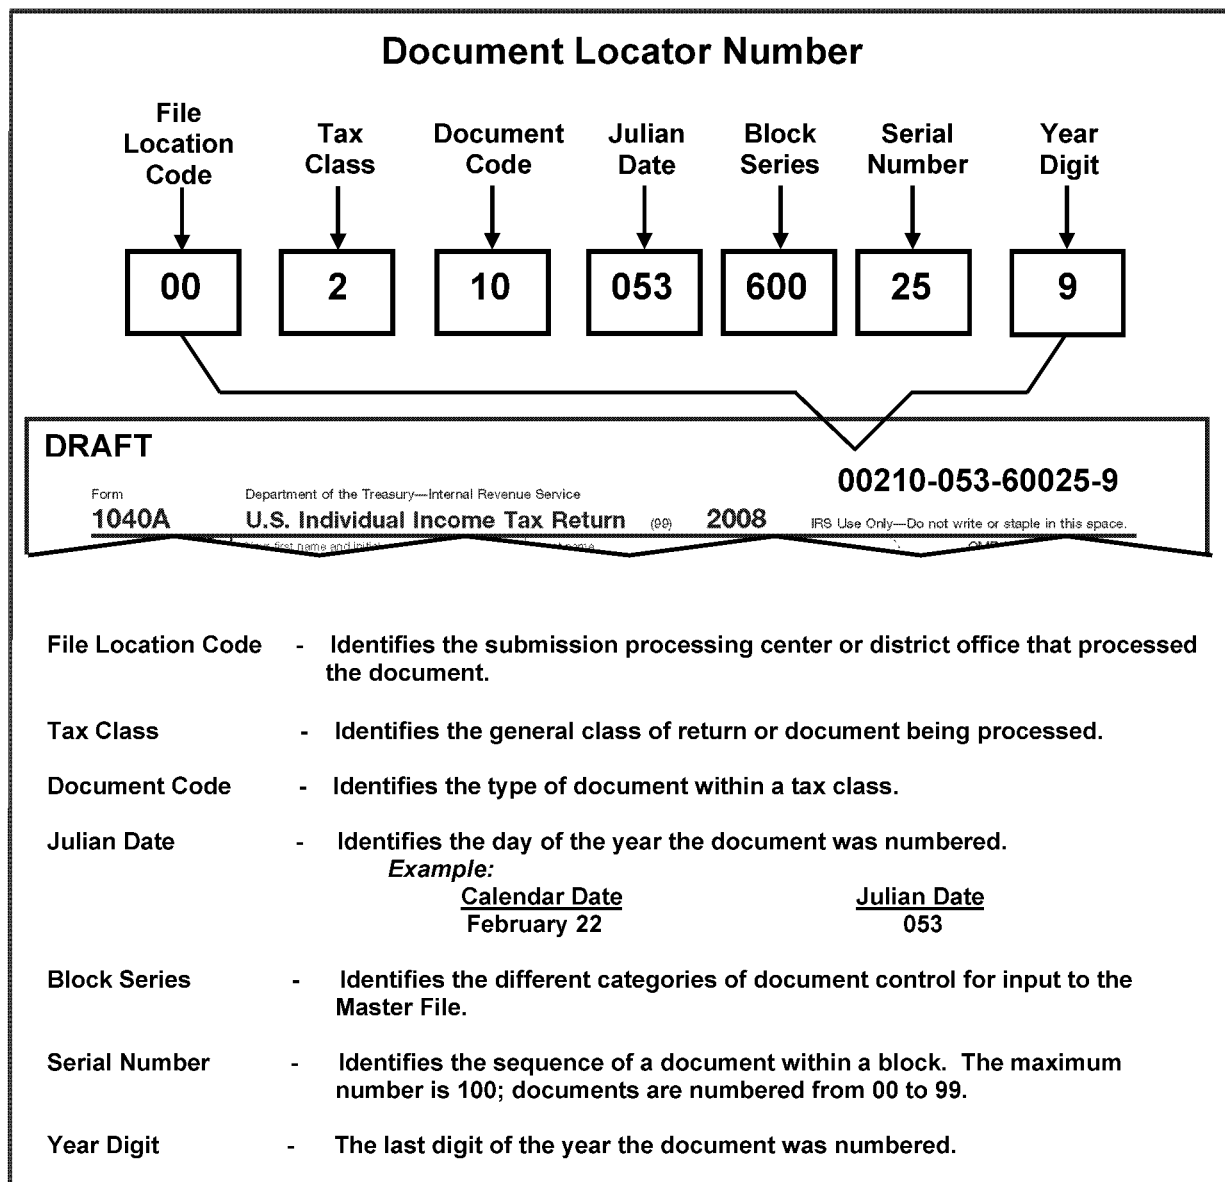 Document Locator Number
File Location Code
Tax Class
Document Code
Julian Date
Block Series
Serial Number
Year Digit
00 2 10 053 600 25 9
DRAFT
00210-053-60025-9
Form Department of the Treasury—Internal Revenue Service
1040A U.S. Individual Income Tax Return (99) 2008 IRS Use Only—Do not write or staple in this space.
first name and initial
File Location Code - Identifies the submission processing center or district office that processed
the document.
Tax Class - Identifies the general class of return or document being processed.
Document Code - Identifies the type of document within a tax class.
Julian Date - Identifies the day of the year the document was numbered.
Example:
Calendar Date Julian Date
February 22 053
Block Series - Identifies the different categories of document control for input to the
Master File.
Serial Number - Identifies the sequence of a document within a block. The maximum
number is 100; documents are numbered from 00 to 99.
Year Digit - The last digit of the year the document was numbered.